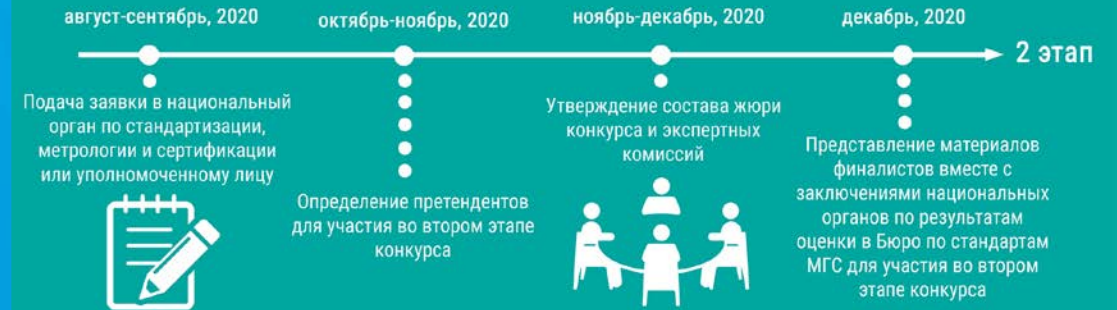 август-сентябрь, 2020
октябрь-ноябрь, 2020
ноябрь-декабрь, 2020
декабрь, 2020
2 этап
Подача заявки в национальный
орган по стандартизации,
метрологии и сертификации
или уполномоченному лицу
Определение претендентов
для участия во втором этапе
конкурса
Утверждение состава жюри
конкурса и экспертных
комиссий
Представление материалов
финалистов вместе с
заключениями национальных
органов по результатам
оценки в Бюро по стандартам
МГС для участия во втором
этапе конкурса